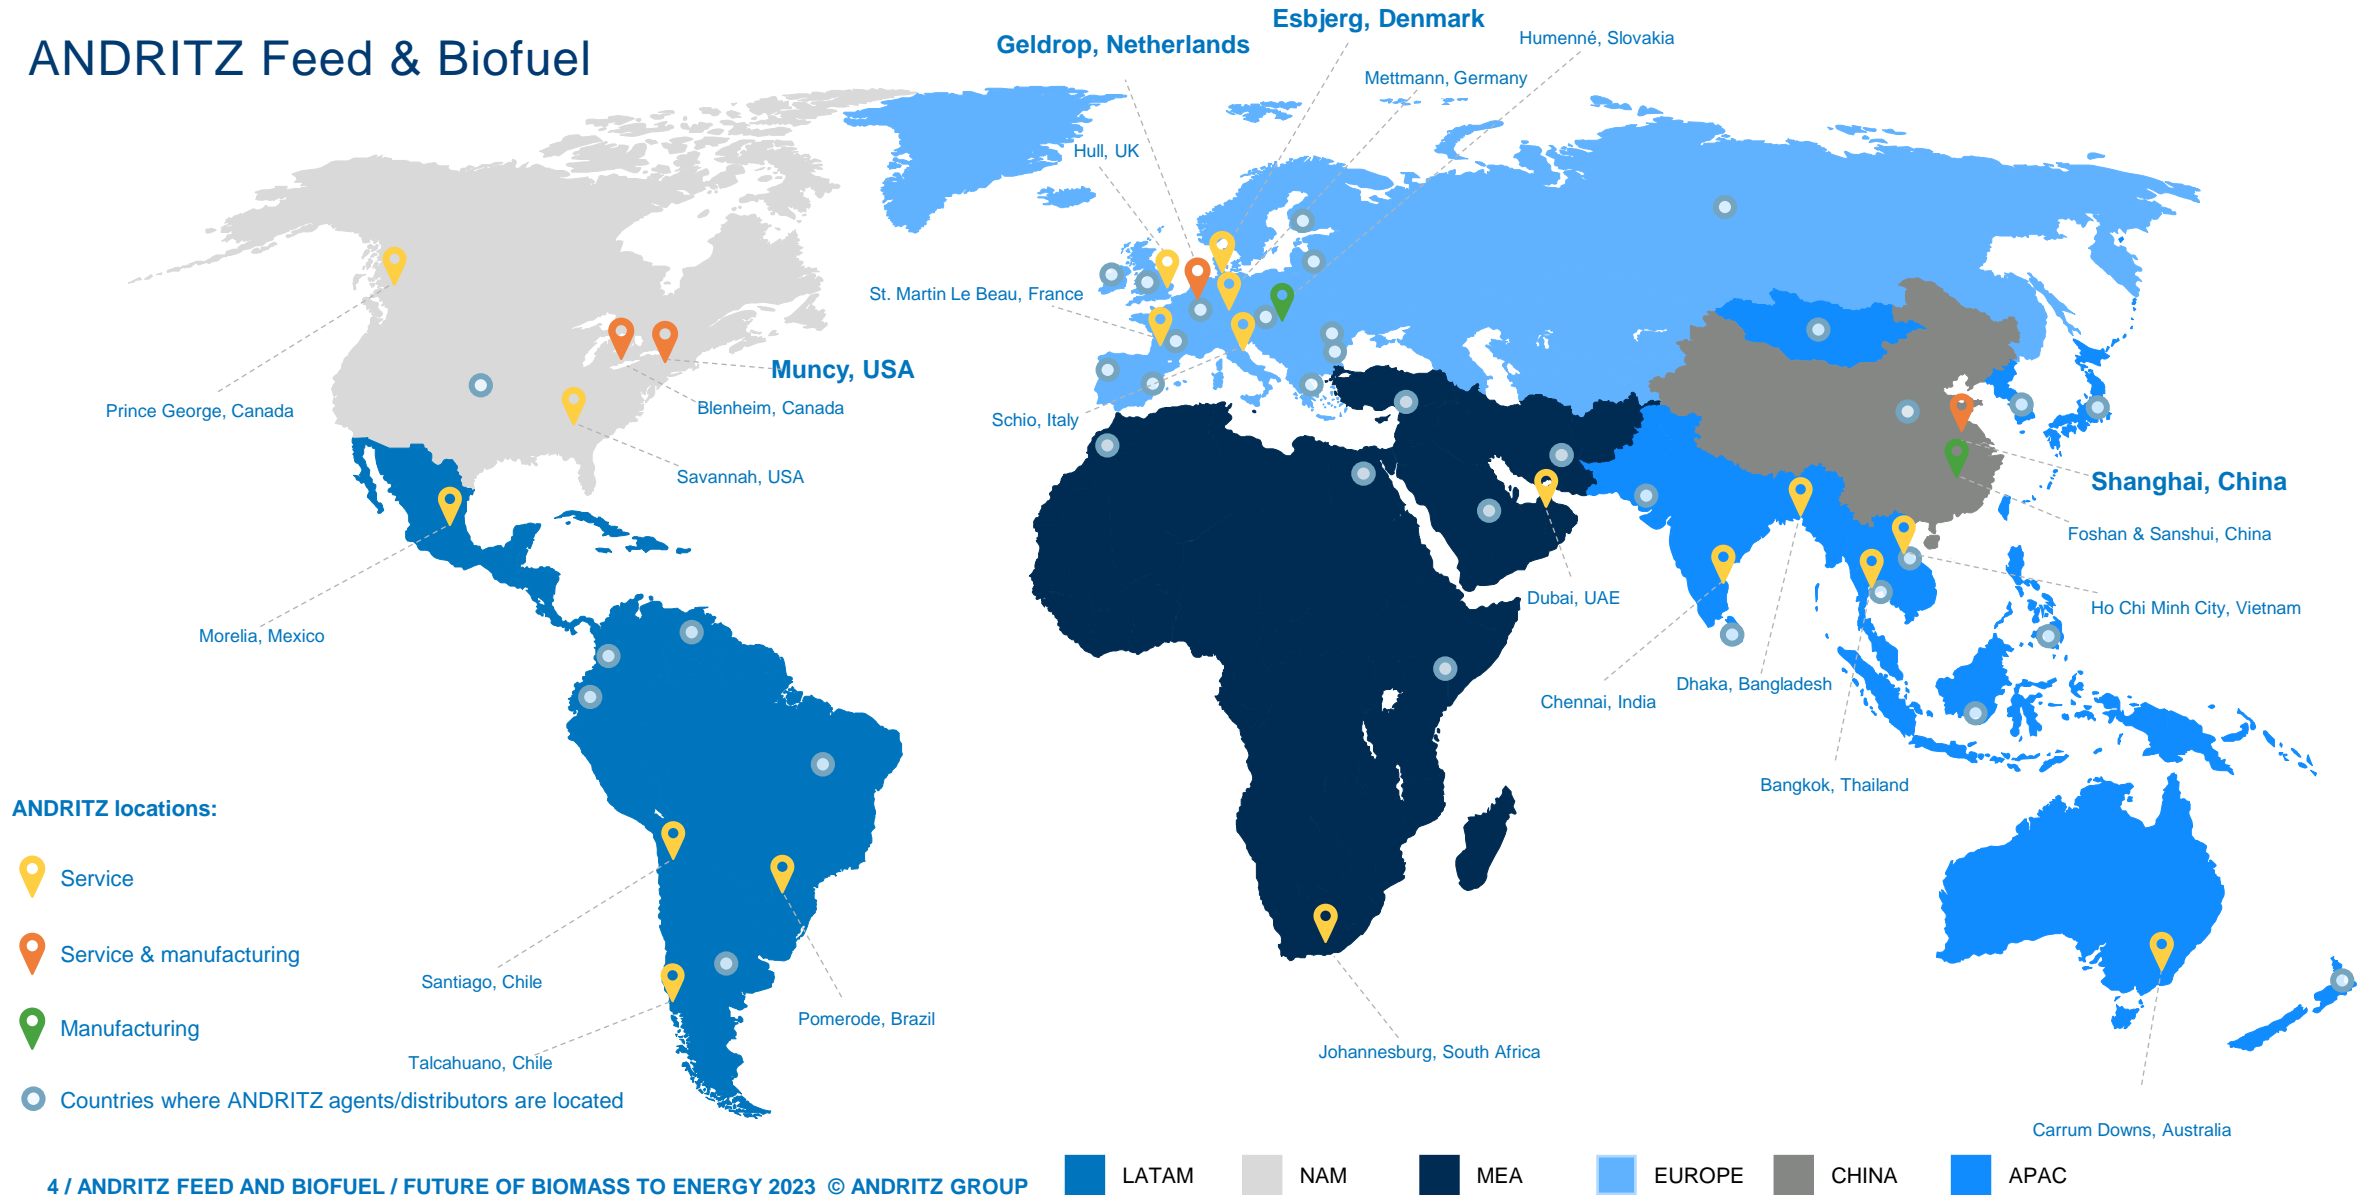 ANDRITZ Feed & Biofuel
Esbjerg, Denmark
Geldrop, Netherlands
Humenné, Slovakia
Mettmann, Germany
Hull, UK
St. Martin Le Beau, France
Muncy, USA
Prince George, Canada
Blenheim, Canada
Schio, Italy
Savannah, USA
Shanghai, China
Foshan & Sanshui, China
Dubai, UAE
Ho Chi Minh City, Vietnam
Morelia, Mexico
Dhaka, Bangladesh
Chennai, India
Bangkok, Thailand
ANDRITZ locations:
Service
Service & manufacturing
Santiago, Chile
Pomerode, Brazil
Manufacturing
Johannesburg, South Africa
Talcahuano, Chile
Countries where ANDRITZ agents/distributors are located
Carrum Downs, Australia
LATAM
NAM
MEA
EUROPE
CHINA
APAC
4 / ANDRITZ FEED AND BIOFUEL / FUTURE OF BIOMASS TO ENERGY 2023 © ANDRITZ GROUP